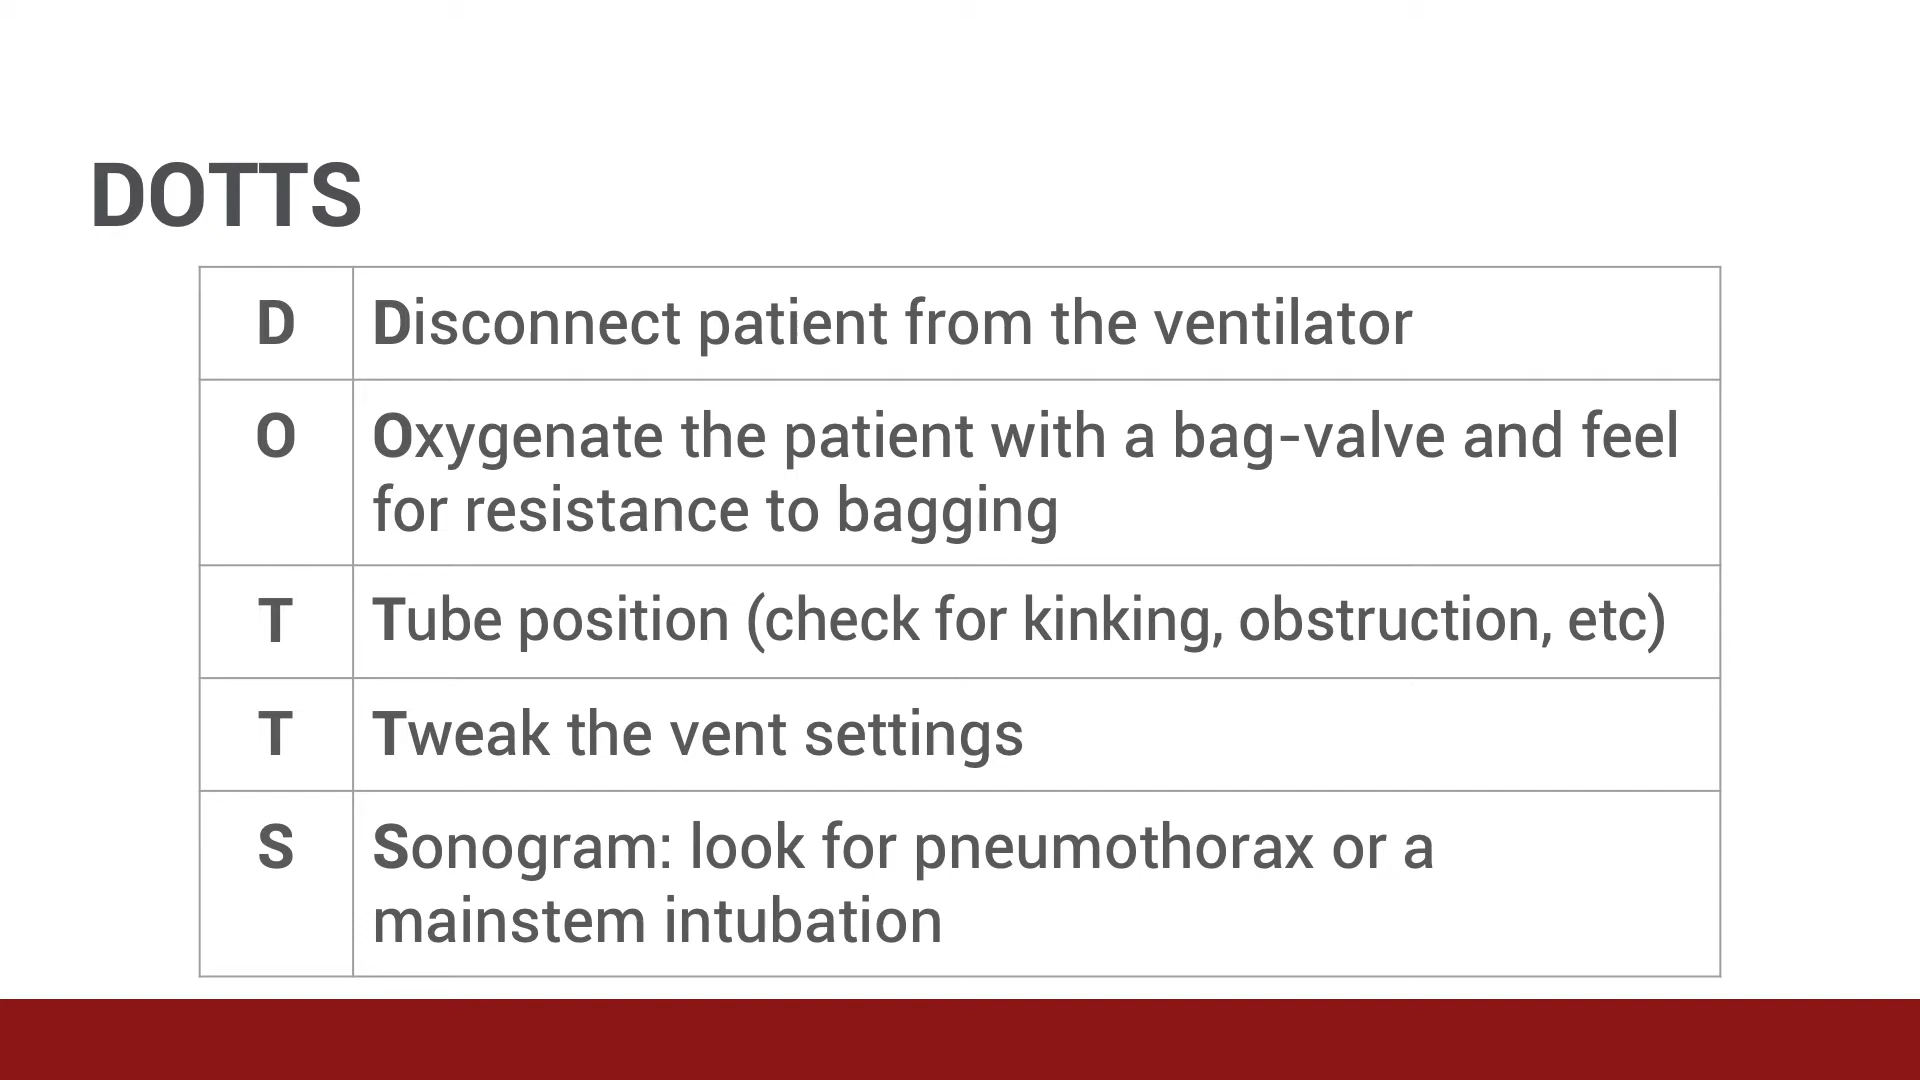 DOTTS
D Disconnect patient from the ventilator
O Oxygenate the patient with a bag-valve and feel
for resistance to bagging
T Tube position (check for kinking, obstruction, etc)
T Tweak the vent settings
S Sonogram: look for pneumothorax or a
mainstem intubation